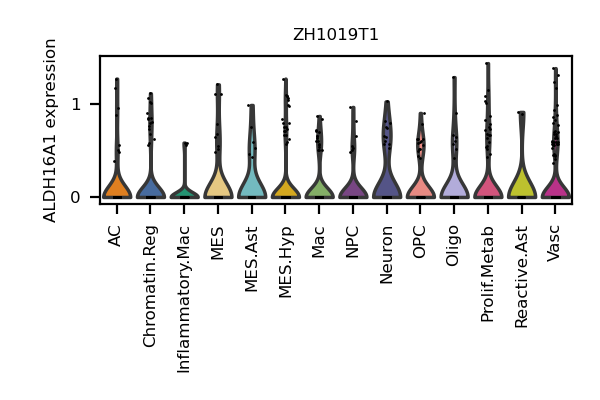 ZH1019T1
ALDH16A1 expression
1
0
AC
Chromatin.Reg
Inflammatory.Mac
MES
MES.Ast
MES.Hyp
Mac
NPC
Neuron
OPC
Oligo
Prolif.Metab
Reactive.Ast
Vasc